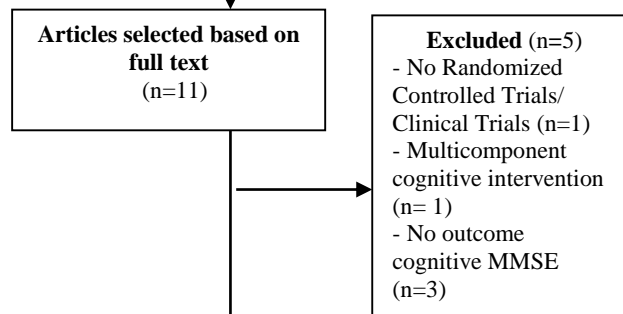 Articles selected based on
full text
(n=11)
Excluded (n=5)
- No Randomized
Controlled Trials/
Clinical Trials (n=1)
- Multicomponent
cognitive intervention
(n= 1)
- No outcome
cognitive MMSE
(n=3)